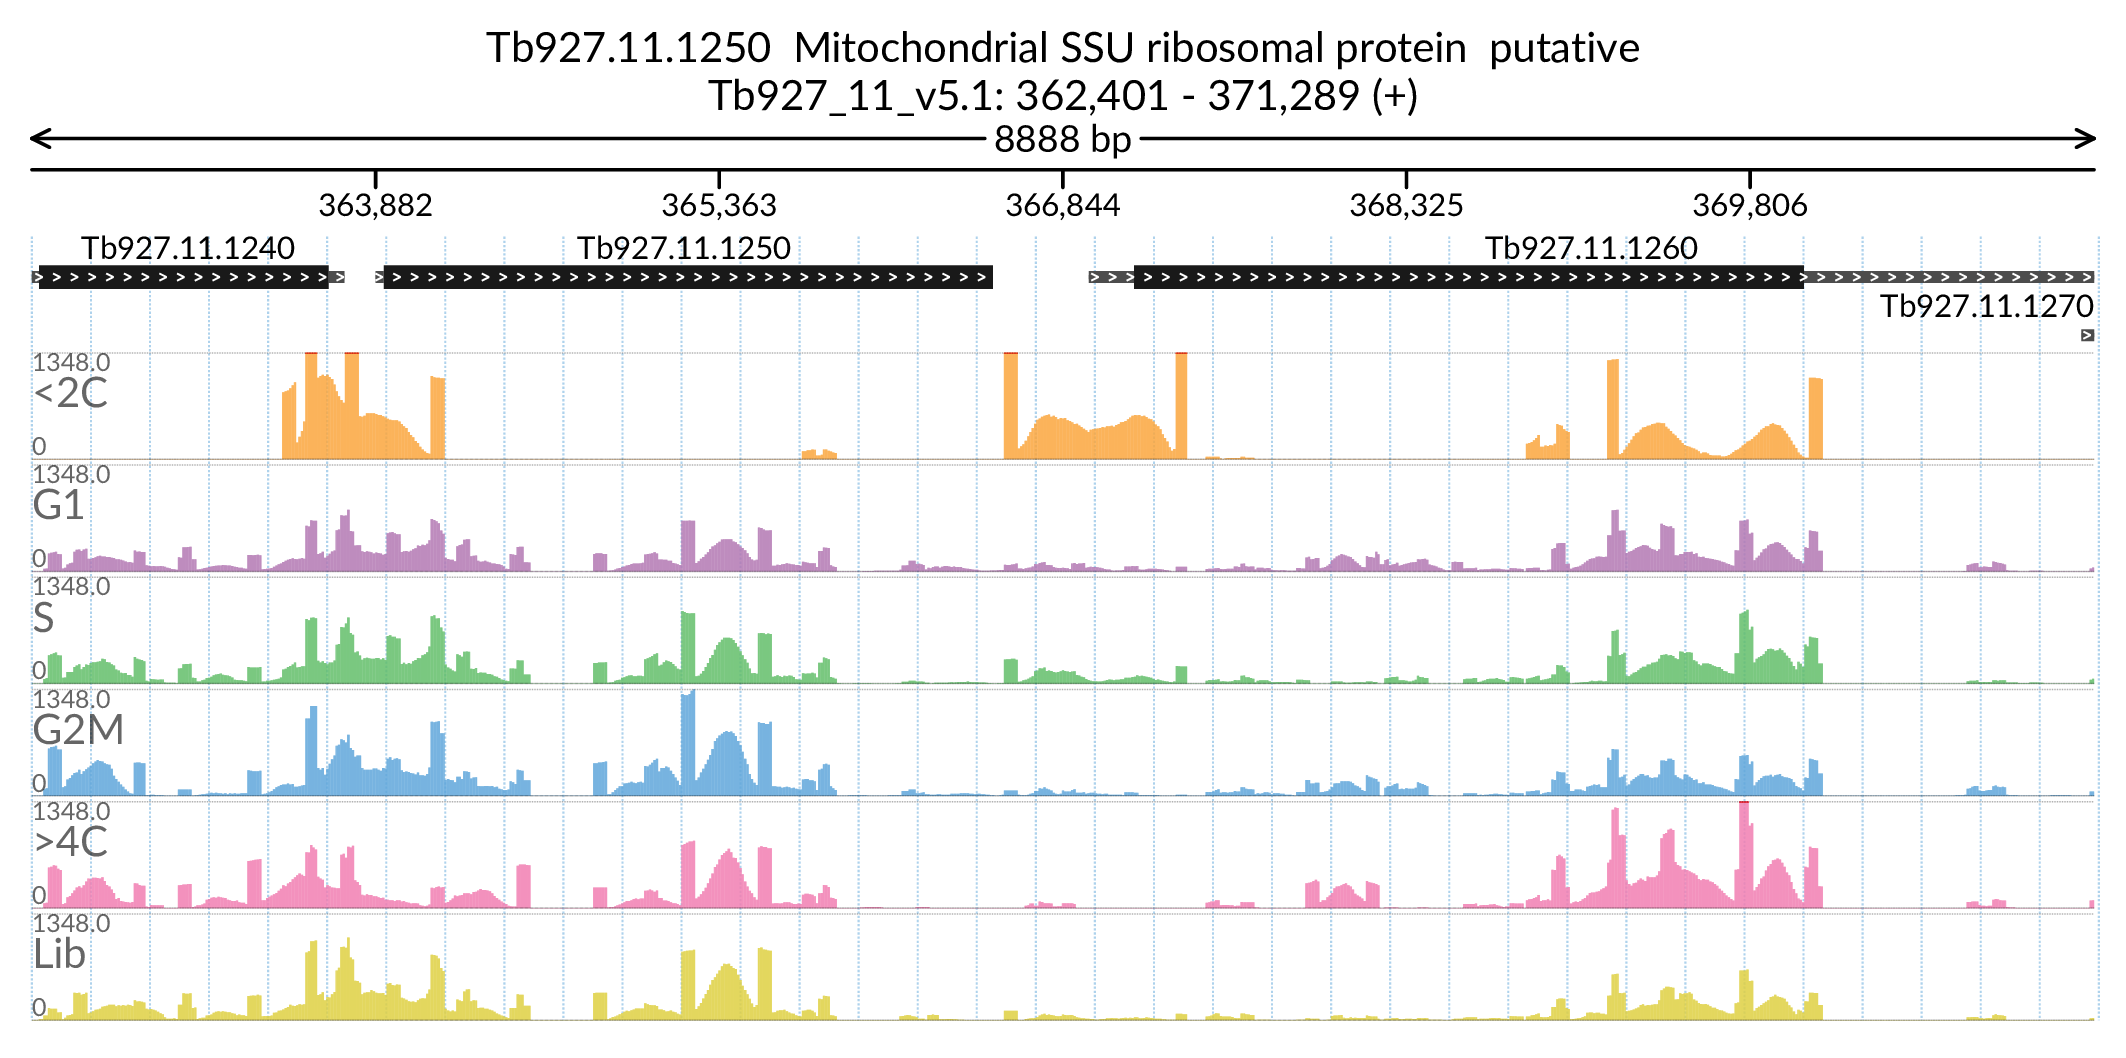 Tb927.11.1250  Mitochondrial SSU ribosomal protein  putative
Tb927_11_v5.1: 362,401 - 371,289 (+)
8888 bp
363,882 365,363 366,844 368,325 369,806
Tb927.11.1240 Tb927.11.1250 Tb927.11.1260
Tb927.11.1270
1348.0
<2C
0
1348.0
G1
0
1348.0
S
0
1348.0
G2M
0
1348.0
>4C
0
1348.0
Lib
0